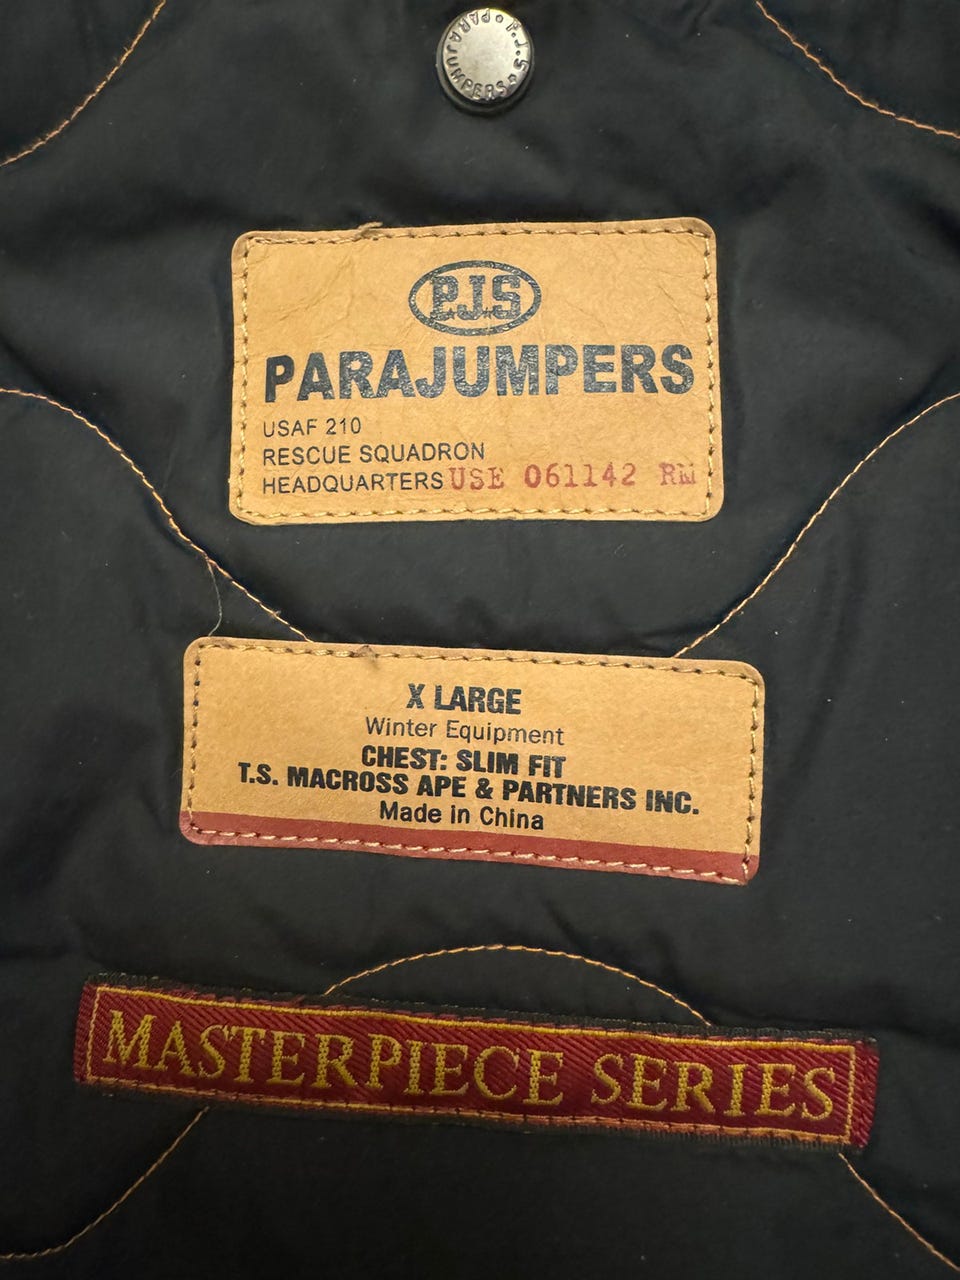 P.J.S. PARAJUMPERS
PJS
PARAJUMPERS
USAF 210
RESCUE SQUADRON
HEADQUARTERS USE 061142 RM
X LARGE
Winter Equipment
CHEST: SLIM FIT
T.S. MACROSS APE & PARTNERS INC.
Made in China
MASTERPIECE SERIES